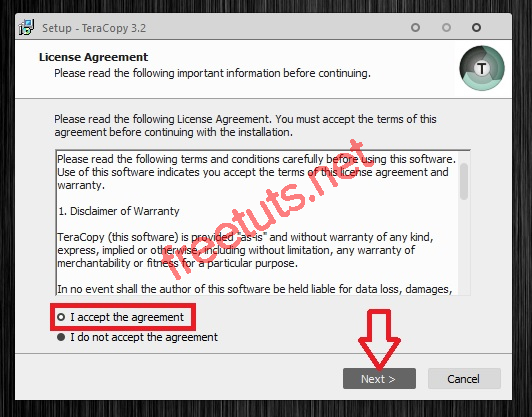 Setup - TeraCopy 3.2
License Agreement
Please read the following important information before continuing.
T
Please read the following License Agreement. You must accept the terms of this
agreement before continuing with the installation.
Please read the following terms and conditions carefully before using this software.
Use of this software indicates you accept the terms of this license agreement and
warranty.
1. Disclaimer of Warranty
TeraCopy (this software) is provided "as-is" and without warranty of any kind,
express, implied or otherwise, including without limitation, any warranty of
merchantability or fitness for a particular purpose.
In no event shall the author of this software be held liable for data loss, damages,
freetuts.net
I accept the agreement
I do not accept the agreement
Next >
Cancel